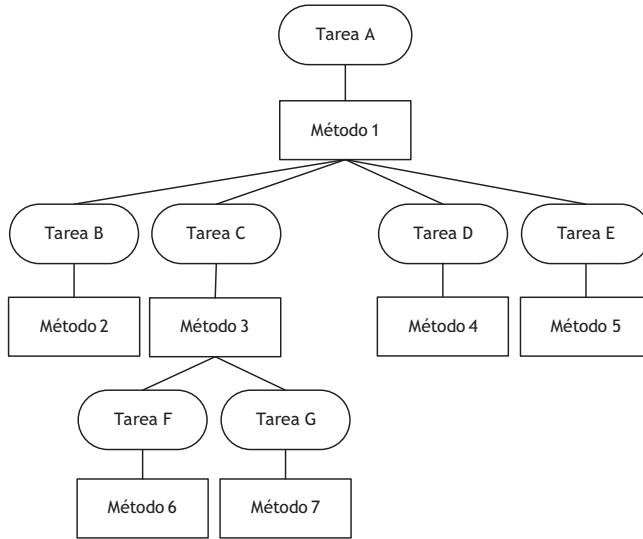 Tarea A
Método 1
Tarea B
Tarea C
Tarea D
Tarea E
Método 2
Método 3
Método 4
Método 5
Tarea F
Tarea G
Método 6
Método 7